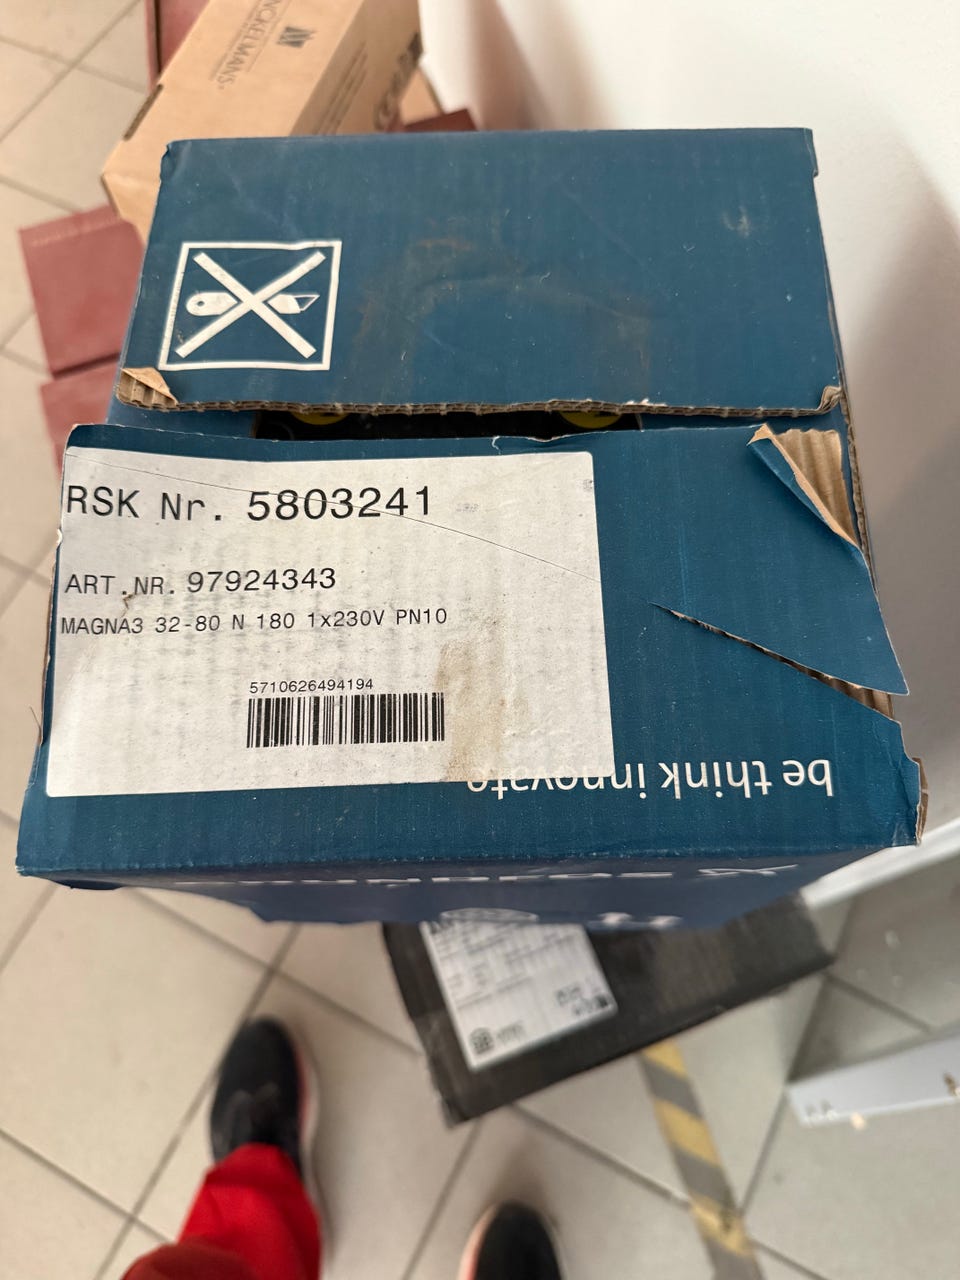 RSK Nr. 5803241
ART.NR. 97924343
MAGNA3 32-80 N 180 1x230V PN10
5710626494194
be think innovate